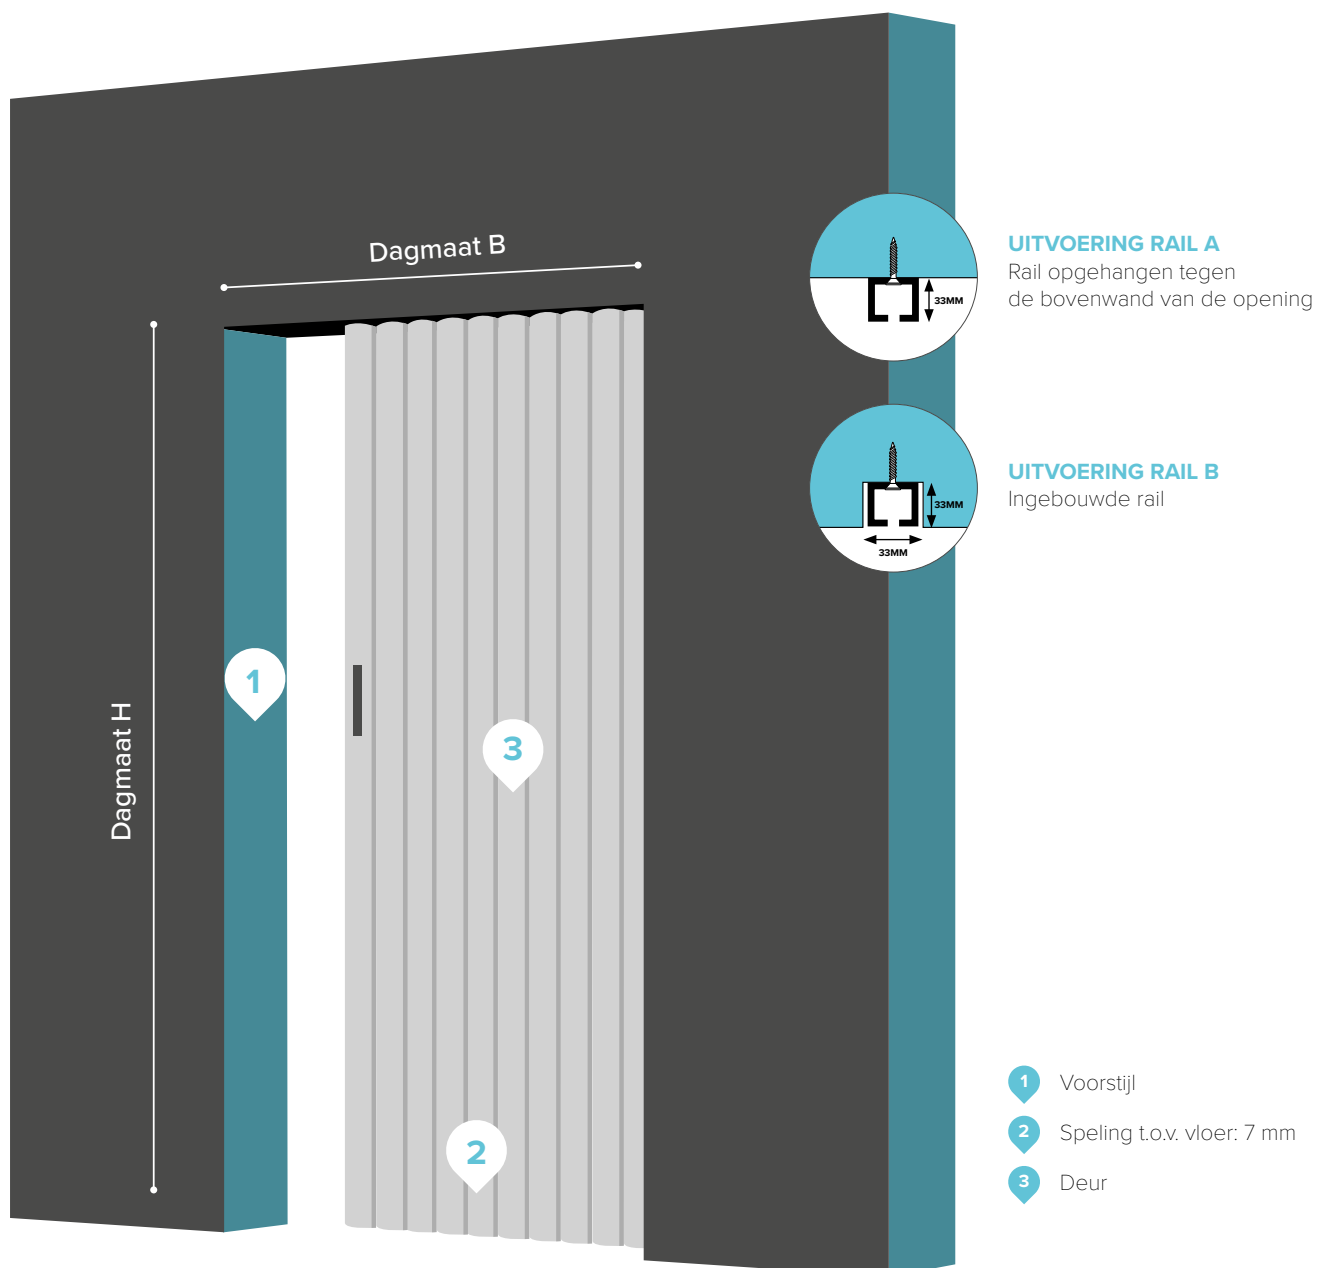 Dagmaat B
Dagmaat H
1
3
2
UITVOERING RAIL A
Rail opgehangen tegen
de bovenwand van de opening
33MM
UITVOERING RAIL B
Ingebouwde rail
33MM
33MM
1 Voorstijl
2 Speling t.o.v. vloer: 7 mm
3 Deur